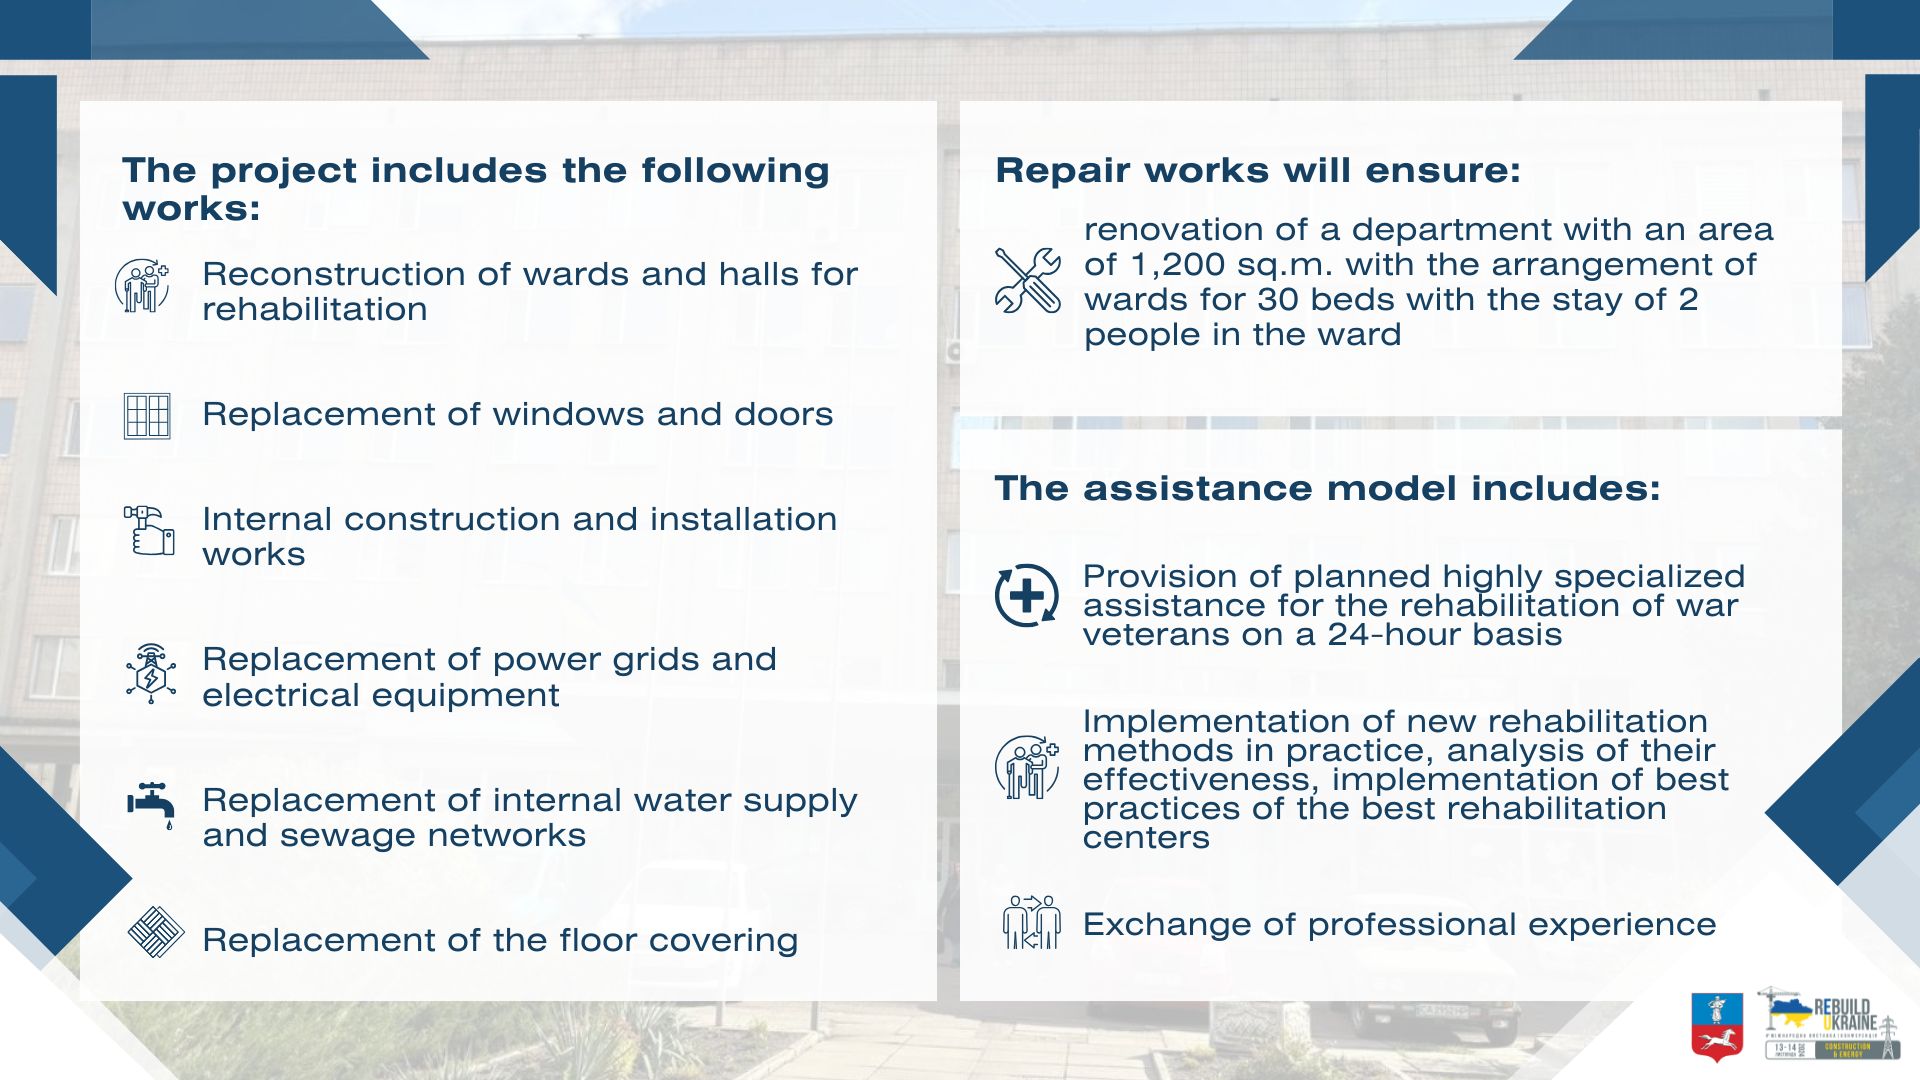 The project includes the following
works:
Reconstruction of wards and halls for
rehabilitation
Replacement of windows and doors
Internal construction and installation
works
Replacement of power grids and
electrical equipment
Replacement of internal water supply
and sewage networks
Replacement of the floor covering
Repair works will ensure:
renovation of a department with an area
of 1,200 sq.m. with the arrangement of
wards for 30 beds with the stay of 2
people in the ward
The assistance model includes:
Provision of planned highly specialized
assistance for the rehabilitation of war
veterans on a 24-hour basis
Implementation of new rehabilitation
methods in practice, analysis of their
effectiveness, implementation of best
practices of the best rehabilitation
centers
Exchange of professional experience
REBUILD
UKRAINE
13-14
2024
CONSTRUCTION
& ENERGY